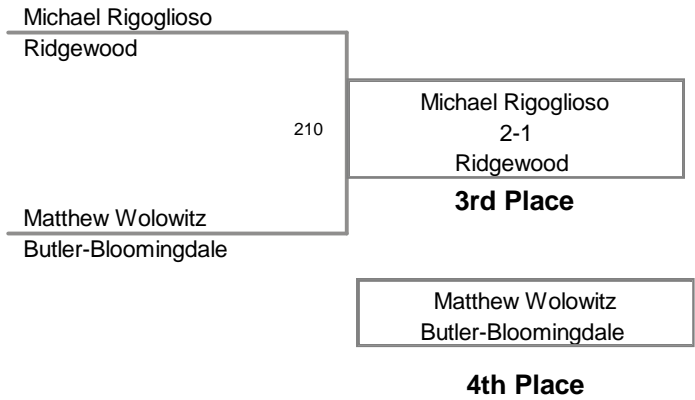 Michael Rigoglioso
Ridgewood
210
Michael Rigoglioso
2-1
Ridgewood
3rd Place
Matthew Wolowitz
Butler-Bloomingdale
Matthew Wolowitz
Butler-Bloomingdale
4th Place